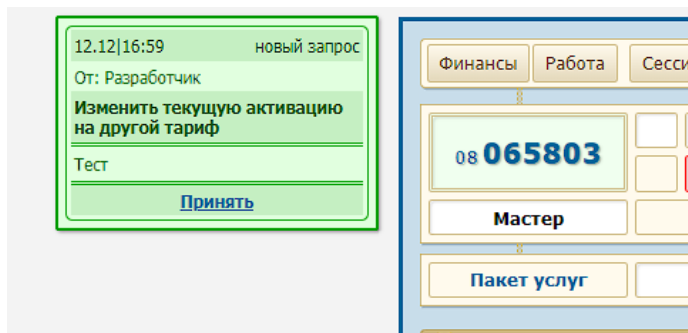 12.12|16:59 новый запрос
От: Разработчик
Изменить текущую активацию
на другой тариф
Тест
Принять
Финансы Работа Сесси
08 065803
Мастер
Пакет услуг